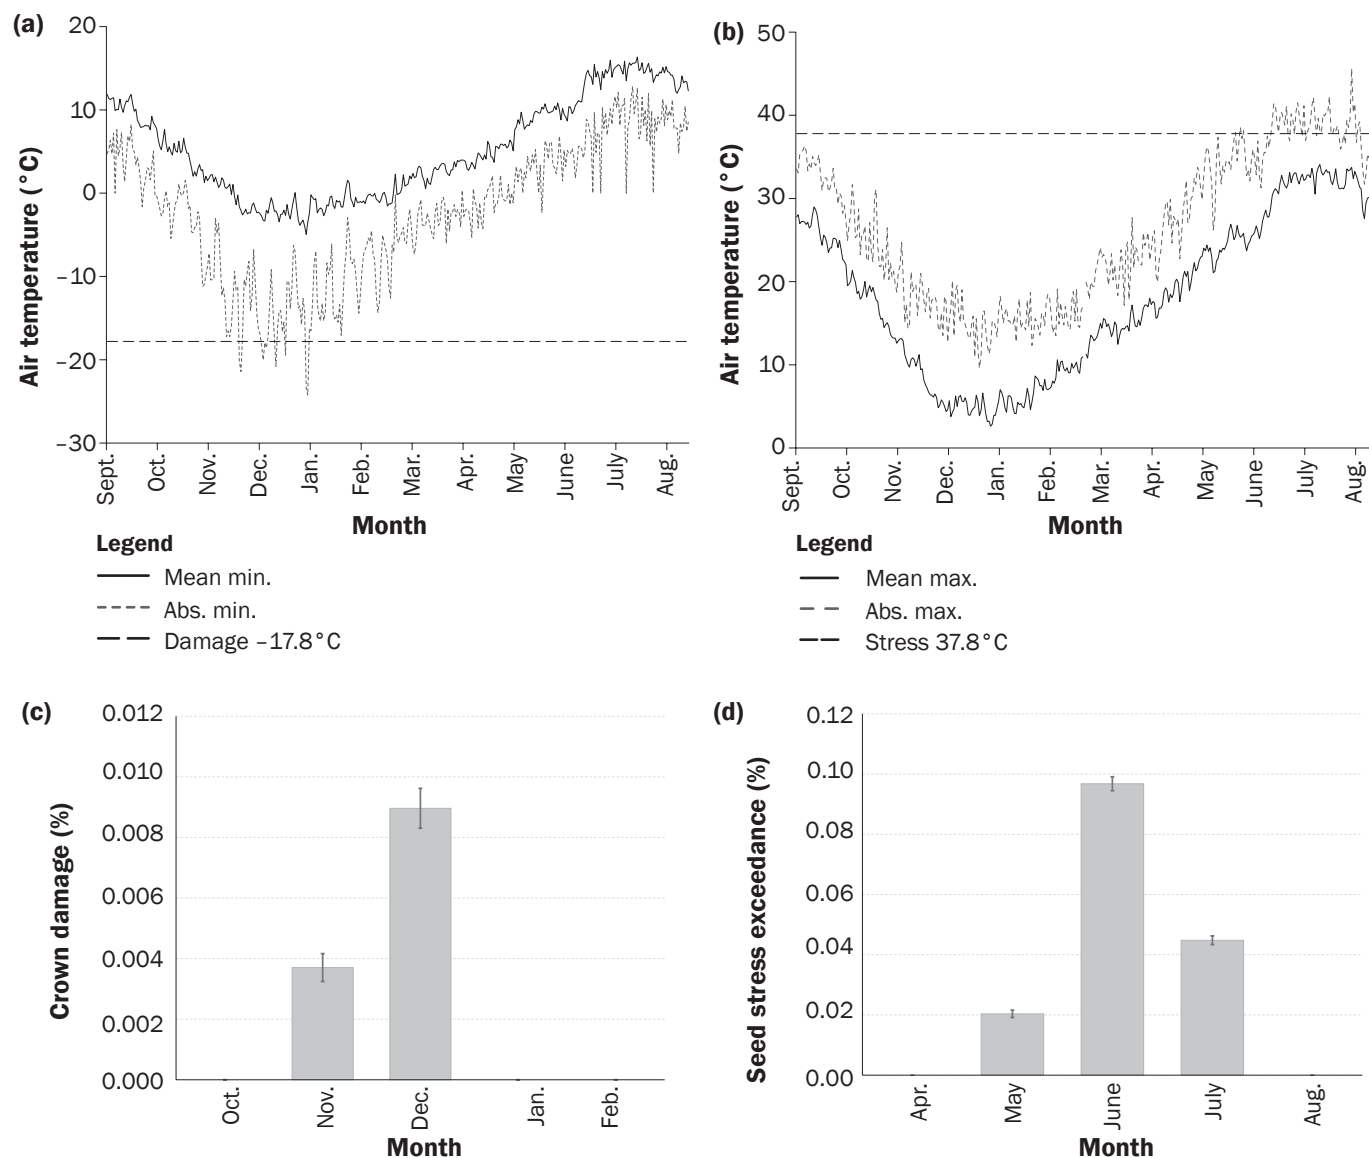 (a)
Air temperature (°C)
20
10
0
–10
–20
–30
Sept.
Oct.
Nov.
Dec.
Jan.
Feb.
Mar.
Apr.
May
June
July
Aug.
Month
Legend
Mean min.
Abs. min.
Damage –17.8°C
(b)
Air temperature (°C)
50
40
30
20
10
0
Sept.
Oct.
Nov.
Dec.
Jan.
Feb.
Mar.
Apr.
May
June
July
Aug.
Month
Legend
Mean max.
Abs. max.
Stress 37.8°C
(c)
Crown damage (%)
0.012
0.010
0.008
0.006
0.004
0.002
0.000
Oct.
Nov.
Dec.
Jan.
Feb.
Month
(d)
Seed stress exceedance (%)
0.12
0.10
0.08
0.06
0.04
0.02
0.00
Apr.
May
June
July
Aug.
Month